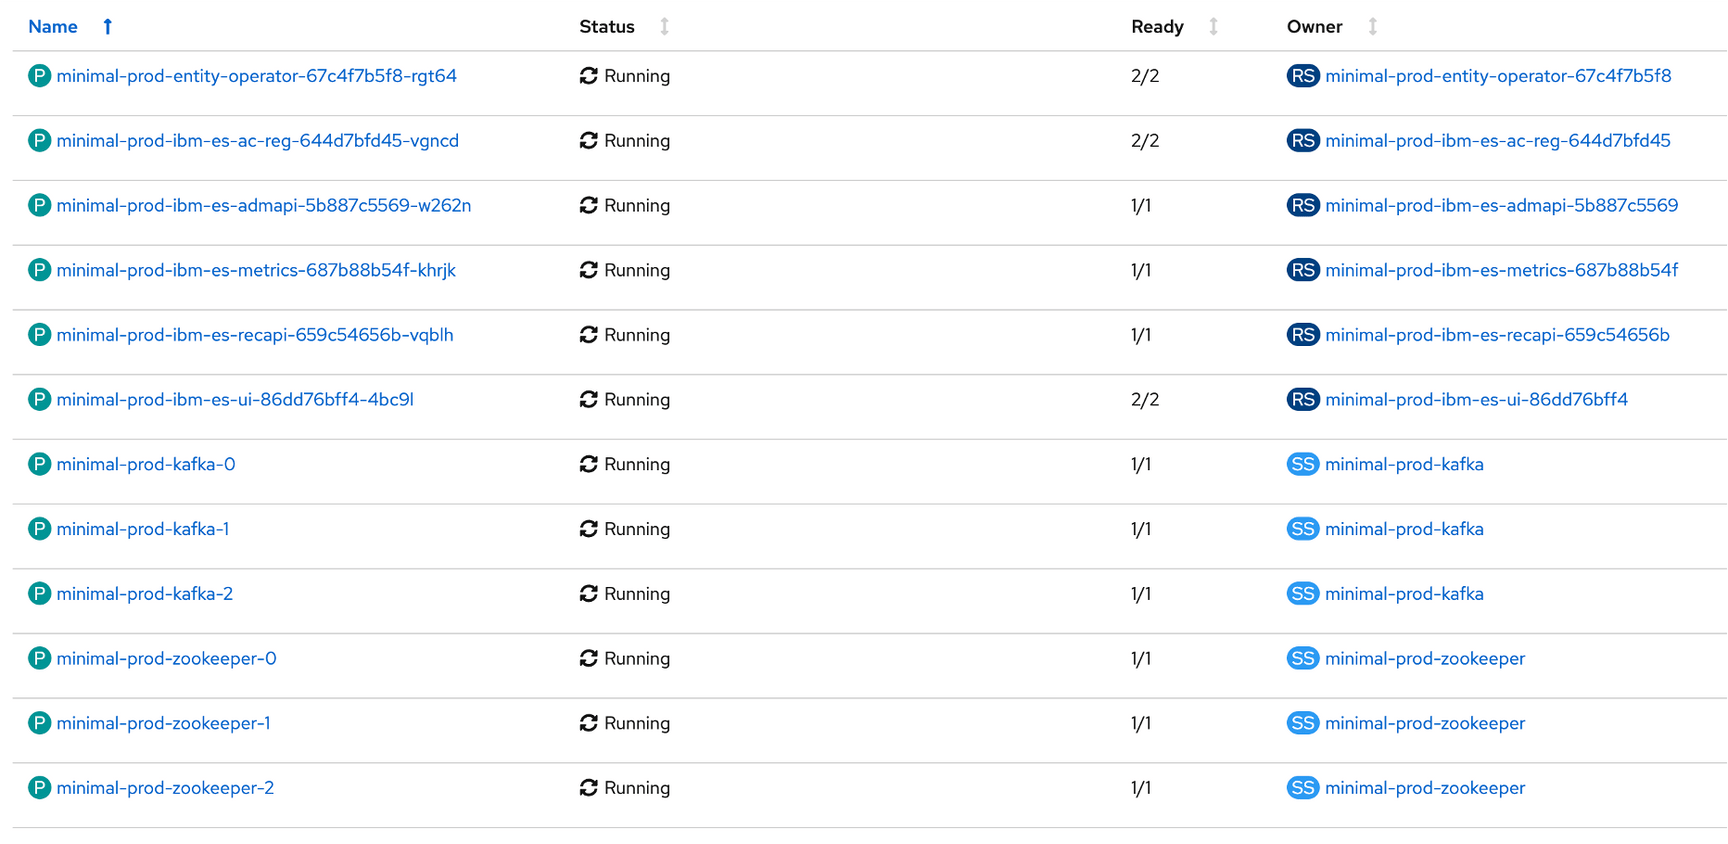 Name Status Ready Owner
P minimal-prod-entity-operator-67c4f7b5f8-rgt64 Running 2/2 RS minimal-prod-entity-operator-67c4f7b5f8
P minimal-prod-ibm-es-ac-reg-644d7bfd45-vgncd Running 2/2 RS minimal-prod-ibm-es-ac-reg-644d7bfd45
P minimal-prod-ibm-es-admapi-5b887c5569-w262n Running 1/1 RS minimal-prod-ibm-es-admapi-5b887c5569
P minimal-prod-ibm-es-metrics-687b88b54f-khrjk Running 1/1 RS minimal-prod-ibm-es-metrics-687b88b54f
P minimal-prod-ibm-es-recapi-659c54656b-vqblh Running 1/1 RS minimal-prod-ibm-es-recapi-659c54656b
P minimal-prod-ibm-es-ui-86dd76bff4-4bc9l Running 2/2 RS minimal-prod-ibm-es-ui-86dd76bff4
P minimal-prod-kafka-0 Running 1/1 SS minimal-prod-kafka
P minimal-prod-kafka-1 Running 1/1 SS minimal-prod-kafka
P minimal-prod-kafka-2 Running 1/1 SS minimal-prod-kafka
P minimal-prod-zookeeper-0 Running 1/1 SS minimal-prod-zookeeper
P minimal-prod-zookeeper-1 Running 1/1 SS minimal-prod-zookeeper
P minimal-prod-zookeeper-2 Running 1/1 SS minimal-prod-zookeeper